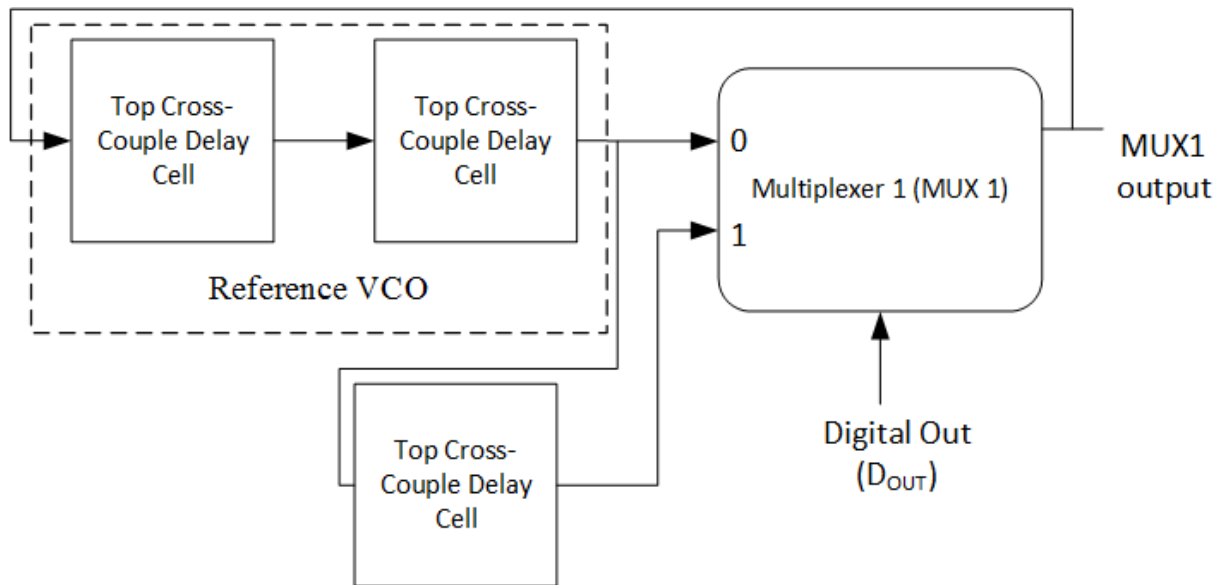 Top Cross-
Couple Delay
Cell
Top Cross-
Couple Delay
Cell
Reference VCO
0
Multiplexer 1 (MUX 1)
1
MUX1
output
Top Cross-
Couple Delay
Cell
Digital Out
(D_OUT)